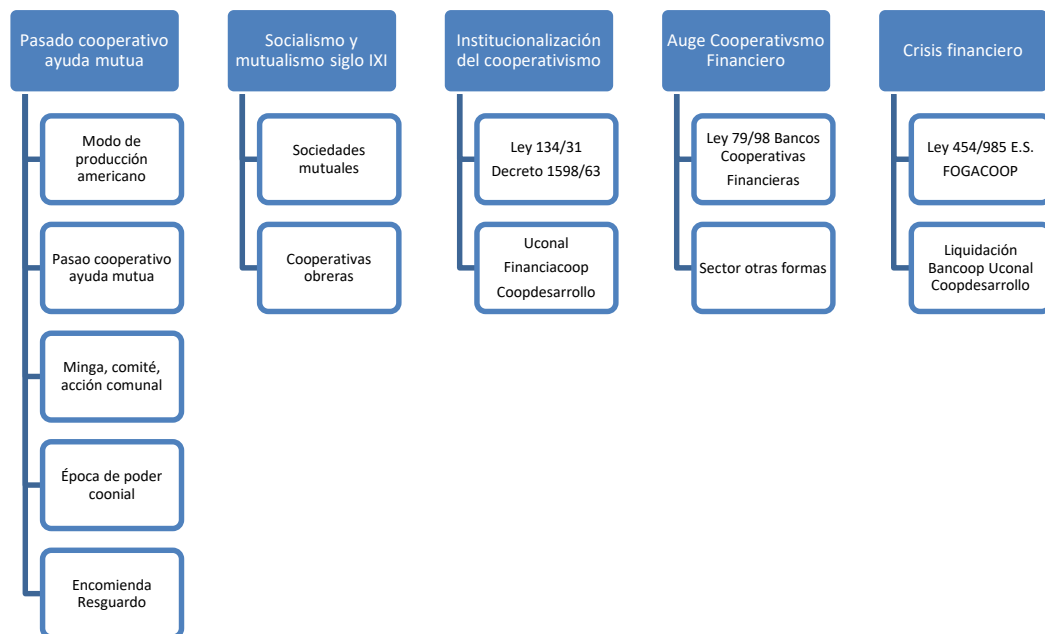 Pasado cooperativo
ayuda mutua
Modo de
producción
americano
Pasao cooperativo
ayuda mutua
Minga, comité,
acción comunal
Época de poder
coonial
Encomienda
Resguardo
Socialismo y
mutualismo siglo IXI
Sociedades
mutuales
Cooperativas
obreras
Institucionalización
del cooperativismo
Ley 134/31
Decreto 1598/63
Uconal
Financiacoop
Coopdesarrollo
Auge Cooperativsmo
Financiero
Ley 79/98 Bancos
Cooperativas
Financieras
Sector otras formas
Crisis financiero
Ley 454/985 E.S.
FOGACOOP
Liquidación
Bancoop Uconal
Coopdesarrollo